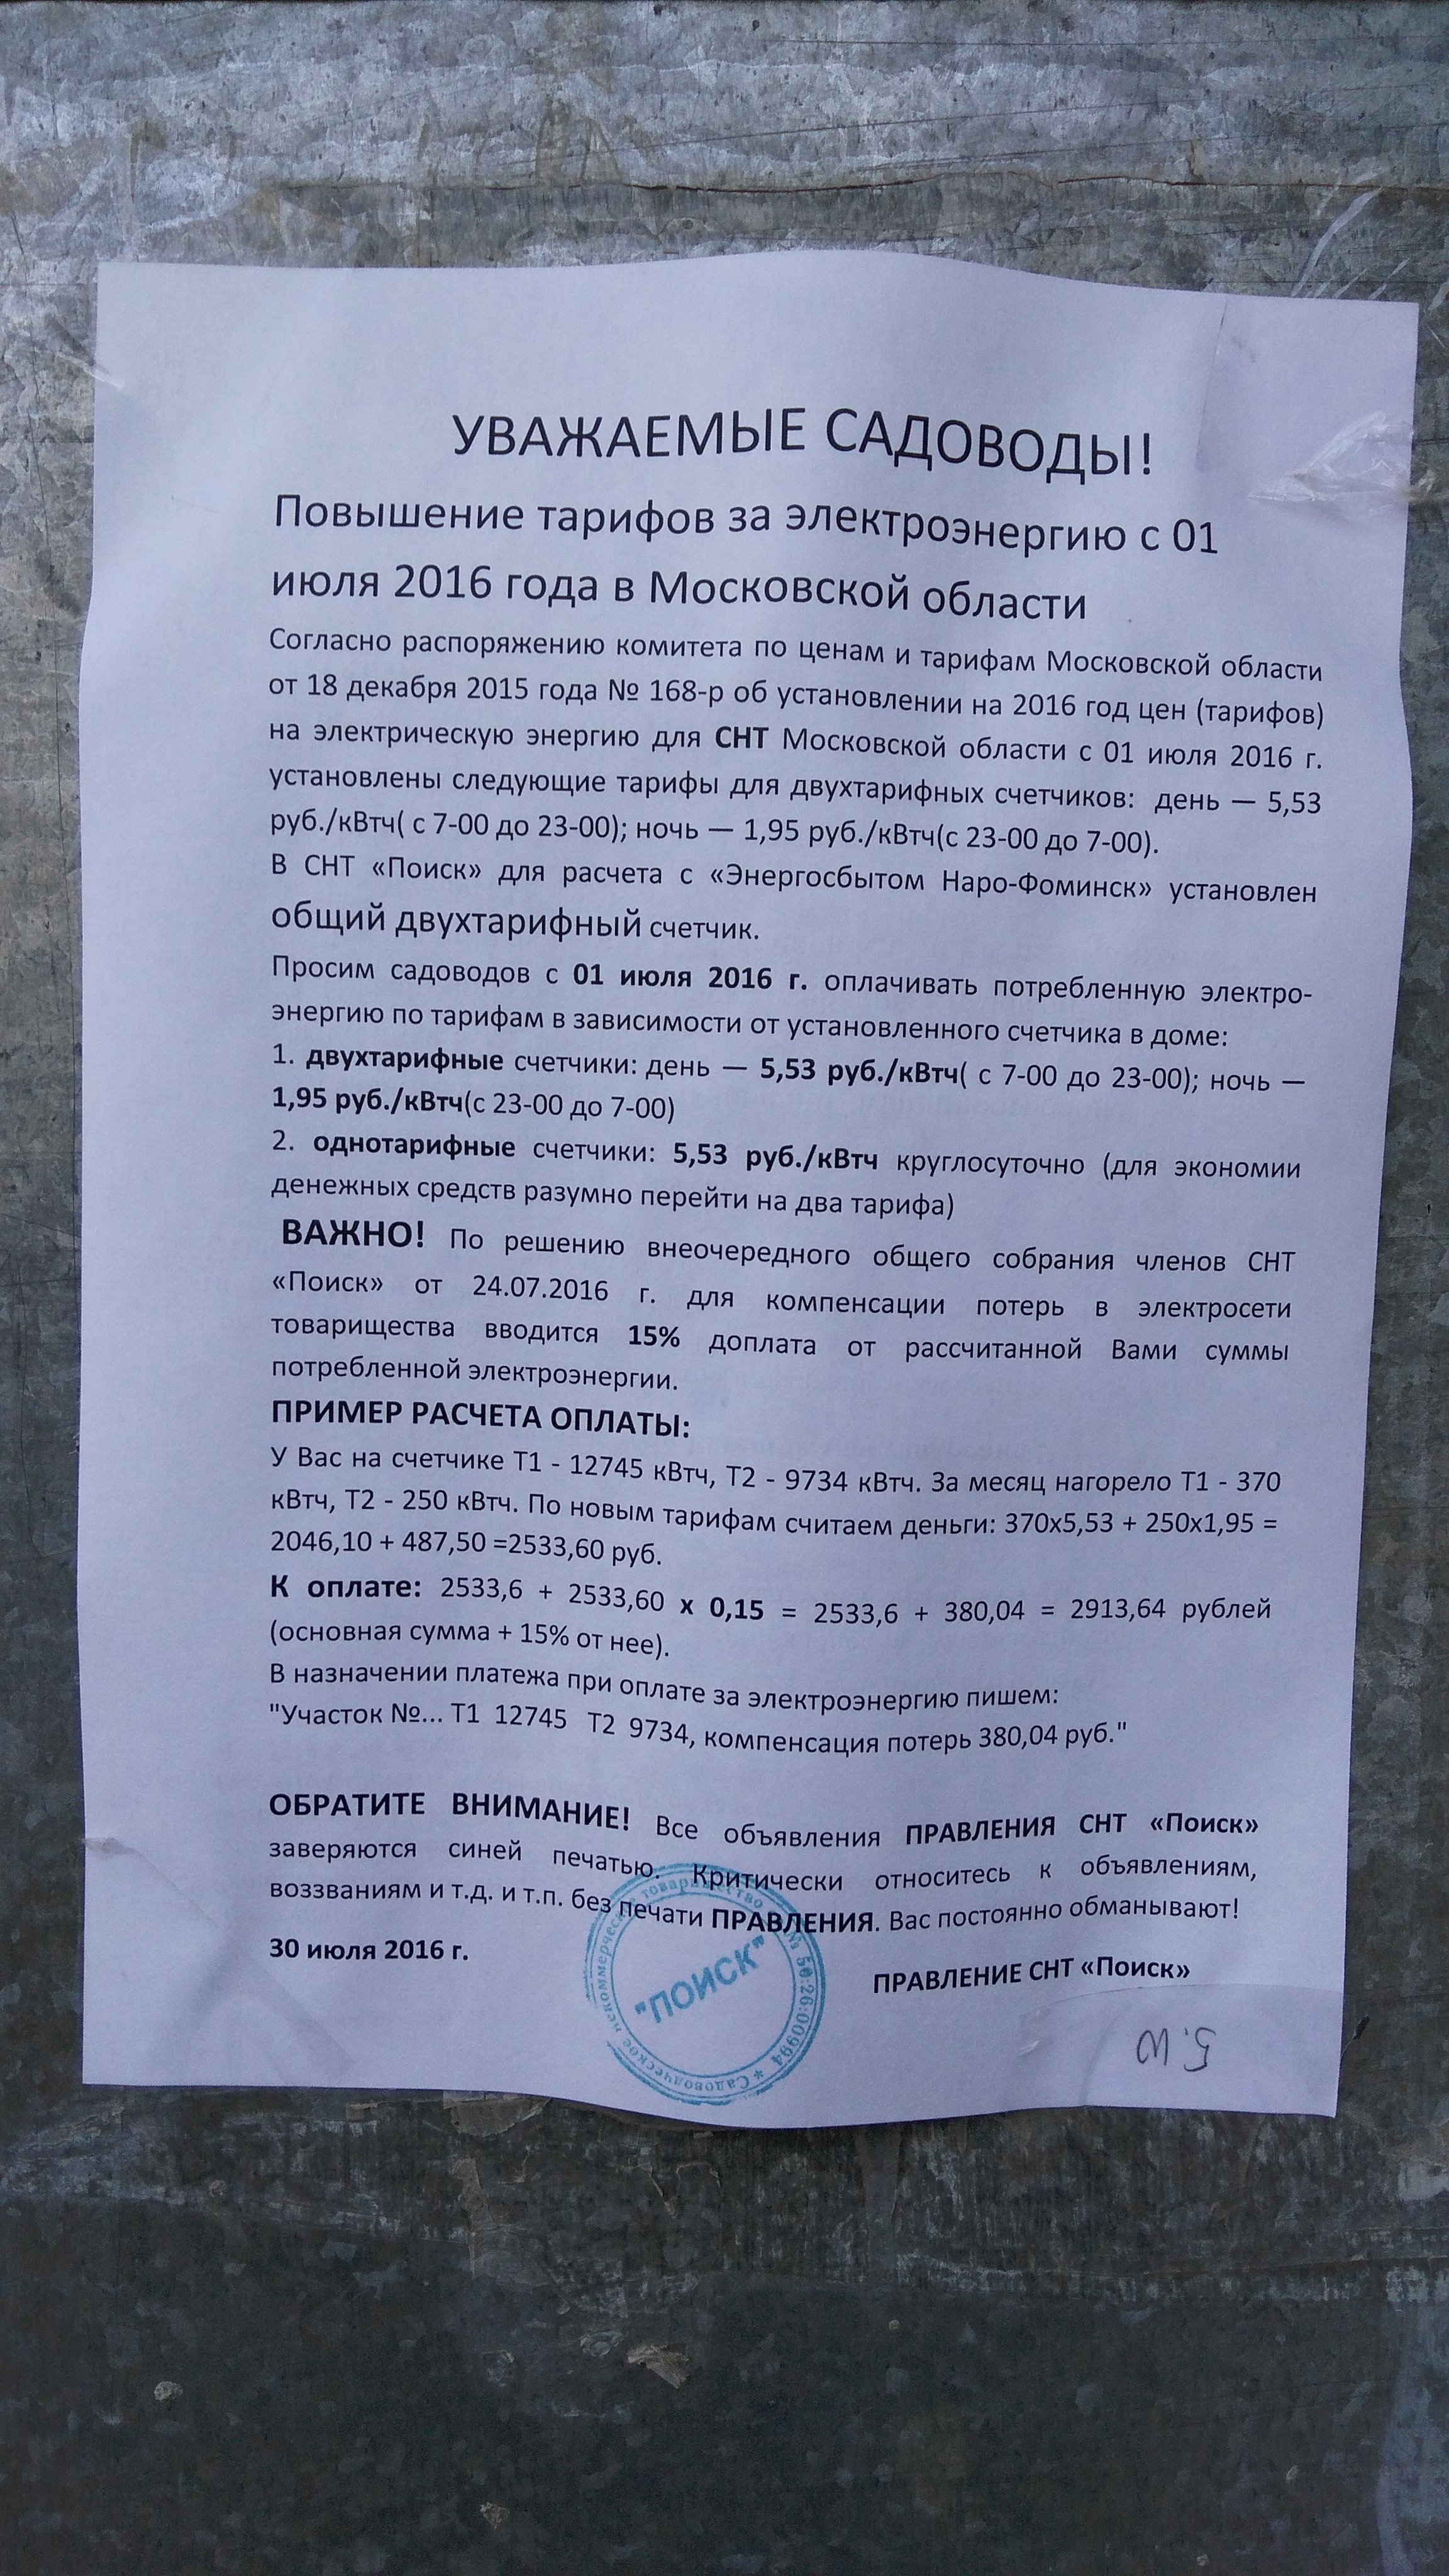 УВАЖАЕМЫЕ САДОВОДЫ!
Повышение тарифов за электроэнергию с 01
июля 2016 года в Московской области
Согласно распоряжению комитета по ценам и тарифам Московской области
от 18 декабря 2015 года № 168-р об установлении на 2016 год цен (тарифов)
на электрическую энергию для СНТ Московской области с 01 июля 2016 г.
установлены следующие тарифы для двухтарифных счетчиков: день — 5,53
руб./кВтч( с 7-00 до 23-00); ночь — 1,95 руб./кВтч(с 23-00 до 7-00).
В СНТ «Поиск» для расчета с «Энергосбытом Наро-Фоминск» установлен
общий двухтарифный счетчик.
Просим садоводов с 01 июля 2016 г. оплачивать потребленную электро-
энергию по тарифам в зависимости от установленного счетчика в доме:
1. двухтарифные счетчики: день — 5,53 руб./кВтч( с 7-00 до 23-00); ночь —
1,95 руб./кВтч(с 23-00 до 7-00)
2. однотарифные счетчики: 5,53 руб./кВтч круглосуточно (для экономии
денежных средств разумно перейти на два тарифа)
ВАЖНО! По решению внеочередного общего собрания членов СНТ
«Поиск» от 24.07.2016 г. для компенсации потерь в электросети
товарищества вводится 15% доплата от рассчитанной Вами суммы
потребленной электроэнергии.
ПРИМЕР РАСЧЕТА ОПЛАТЫ:
У Вас на счетчике Т1 - 12745 кВтч, Т2 - 9734 кВтч. За месяц нагорело Т1 - 370
кВтч, Т2 - 250 кВтч. По новым тарифам считаем деньги: 370х5,53 + 250х1,95 =
2046,10 + 487,50 =2533,60 руб.
К оплате: 2533,6 + 2533,60 х 0,15 = 2533,6 + 380,04 = 2913,64 рублей
(основная сумма + 15% от нее).
В назначении платежа при оплате за электроэнергию пишем:
"Участок №... Т1 12745 Т2 9734, компенсация потерь 380,04 руб."
ОБРАТИТЕ ВНИМАНИЕ! Все объявления ПРАВЛЕНИЯ СНТ «Поиск»
заверяются синей печатью. Критически относитесь к объявлениям,
воззваниям и т.д. и т.п. без печати ПРАВЛЕНИЯ. Вас постоянно обманывают!
30 июля 2016 г.
ПРАВЛЕНИЕ СНТ «Поиск»
* Садоводческое некоммерческое товарищество № 50:26:00994
"ПОИСК"